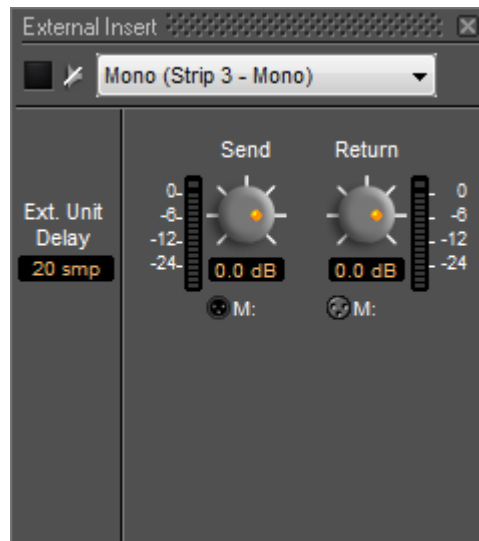 External Insert
Mono (Strip 3 - Mono)
Send
Return
Ext. Unit
Delay
20 smp
0
-6
-12
-24
0.0 dB
M:
0.0 dB
M:
0
-6
-12
-24